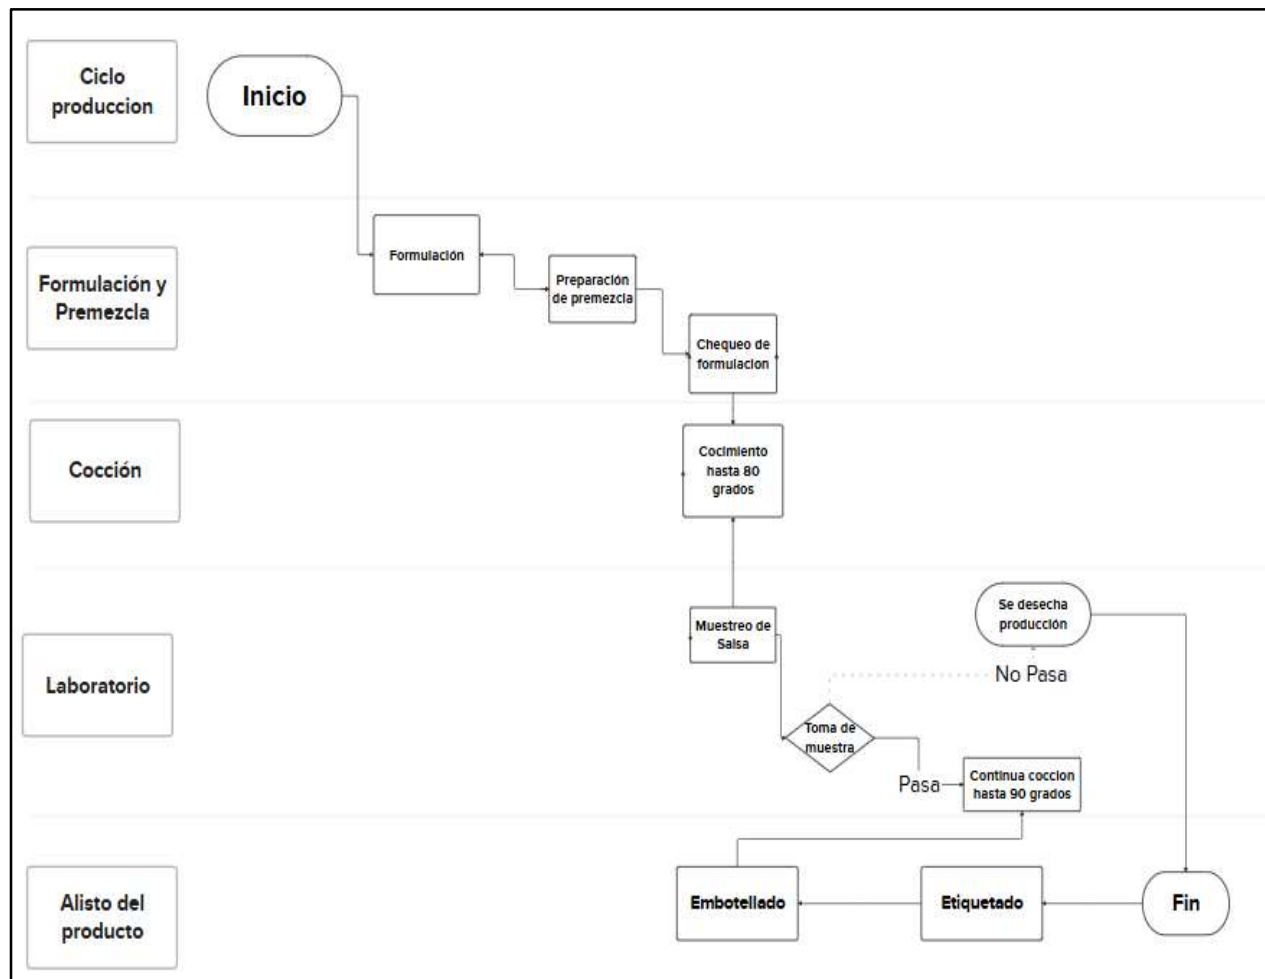 Ciclo
produccion
Inicio
Formulación y
Premezcla
Formulación
Preparación
de premezcla
Chequeo de
formulacion
Cocción
Cocimiento
hasta 80
grados
Laboratorio
Muestreo de
Salsa
Se desecha
producción
No Pasa
Toma de
muestra
Pasa
Continua coccion
hasta 90 grados
Alisto del
producto
Embotellado
Etiquetado
Fin